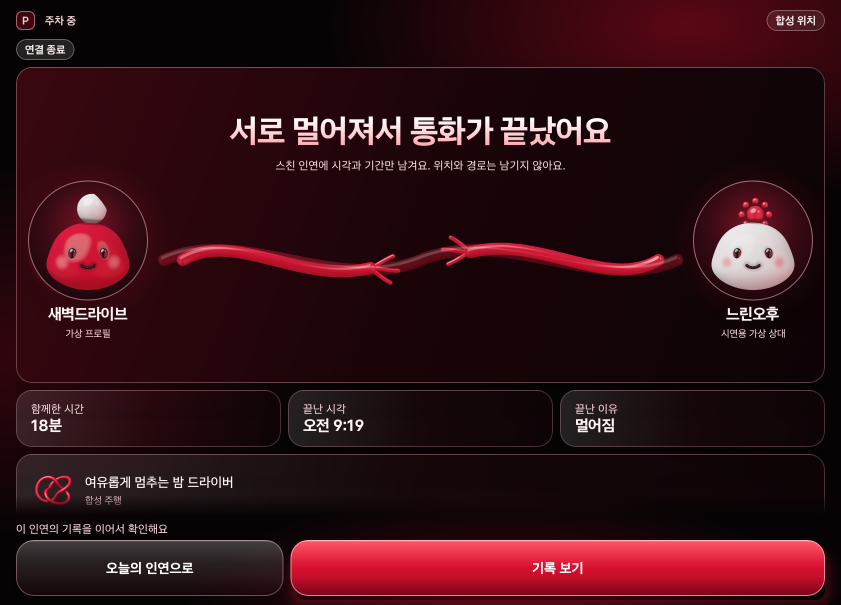 P 주차 중
합성 위치
연결 종료
서로 멀어져서 통화가 끝났어요
스친 인연에 시각과 기간만 남겨요. 위치와 경로는 남기지 않아요.
새벽드라이브
가상 프로필
느린오후
시연용 가상 상대
함께한 시간
18분
끝난 시각
오전 9:19
끝난 이유
멀어짐
여유롭게 멈추는 밤 드라이버
합성 주행
이 인연의 기록을 이어서 확인해요
오늘의 인연으로
기록 보기